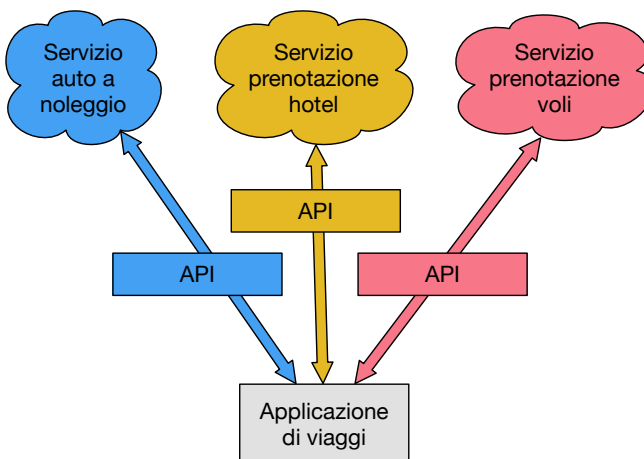 Servizio
auto a
noleggio
Servizio
prenotazione
hotel
Servizio
prenotazione
voli
API
API
API
Applicazione
di viaggi